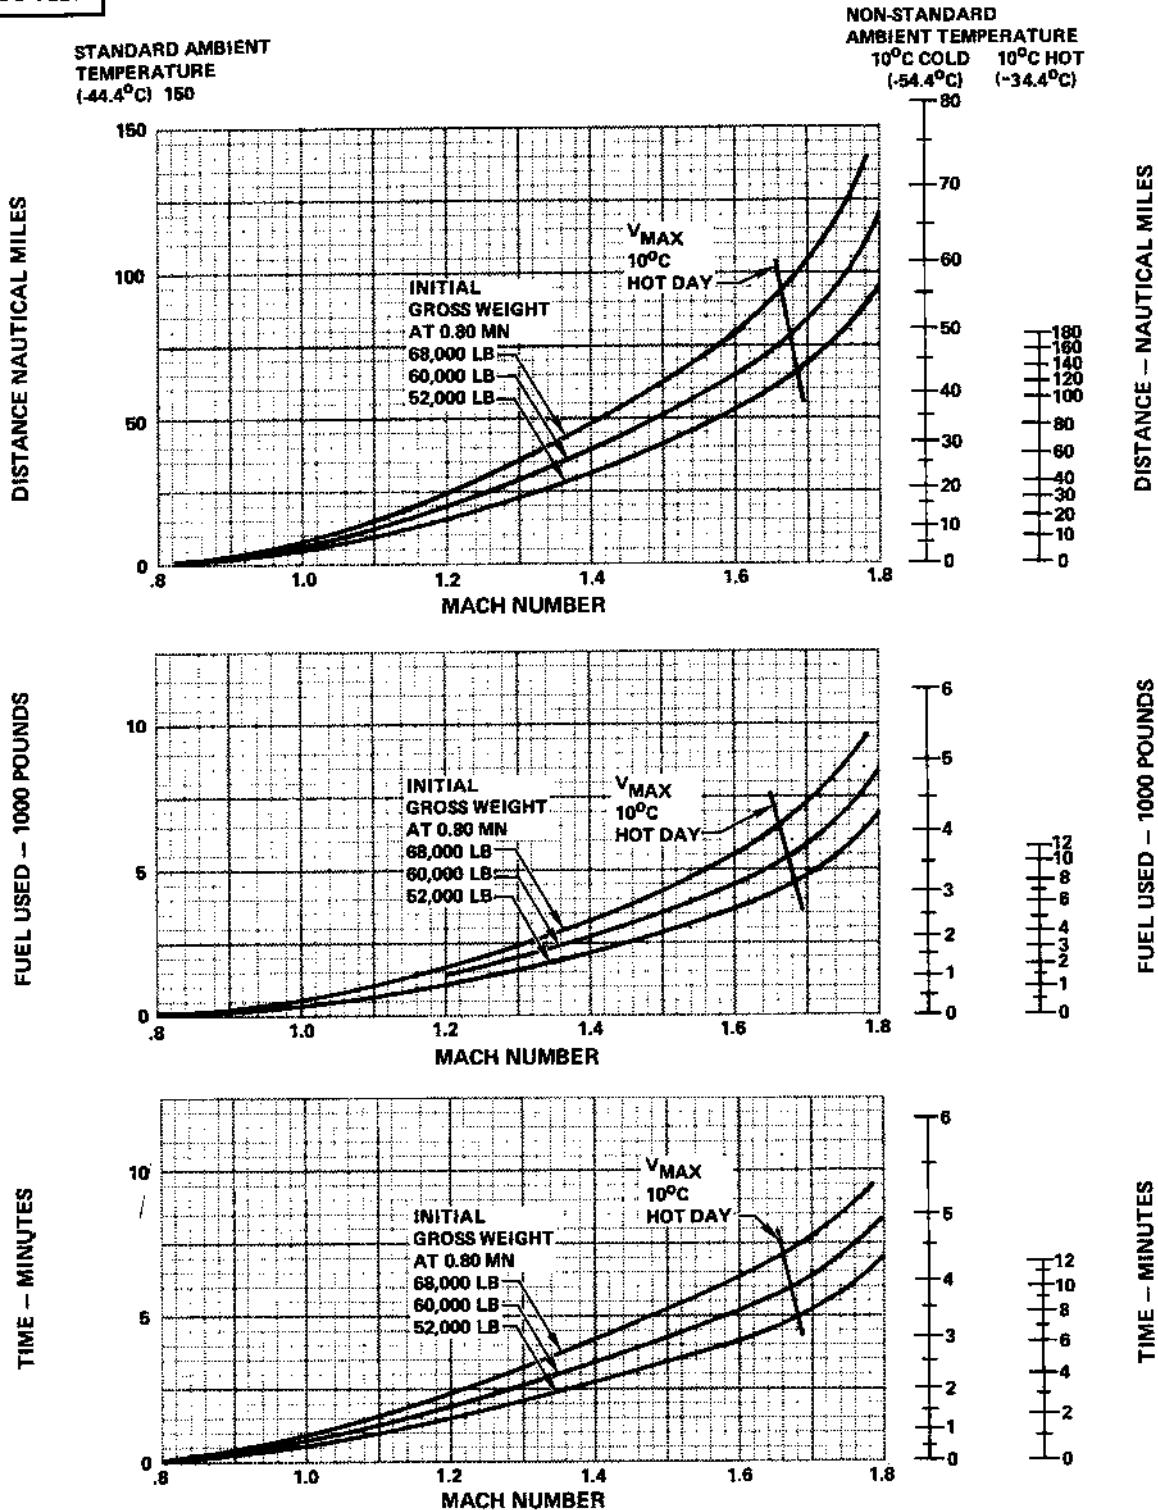 STANDARD AMBIENT
TEMPERATURE
(-44.4°C) 150
NON-STANDARD
AMBIENT TEMPERATURE
10°C COLD 10°C HOT
(-54.4°C) (-34.4°C)
DISTANCE NAUTICAL MILES
150
100
50
0
INITIAL
GROSS WEIGHT
AT 0.80 MN
68,000 LB
60,000 LB
52,000 LB
VMAX
10°C
HOT DAY
.8 1.0 1.2 1.4 1.6 1.8
MACH NUMBER
80
70
60
50
40
30
20
10
0
180
160
140
120
100
80
60
40
30
20
10
0
DISTANCE – NAUTICAL MILES
FUEL USED – 1000 POUNDS
10
5
0
INITIAL
GROSS WEIGHT
AT 0.80 MN
68,000 LB
60,000 LB
52,000 LB
VMAX
10°C
HOT DAY
.8 1.0 1.2 1.4 1.6 1.8
MACH NUMBER
6
5
4
3
2
1
0
12
10
8
6
4
3
2
1
0
FUEL USED – 1000 POUNDS
TIME – MINUTES
10
5
0
INITIAL
GROSS WEIGHT
AT 0.80 MN
68,000 LB
60,000 LB
52,000 LB
VMAX
10°C
HOT DAY
.8 1.0 1.2 1.4 1.6 1.8
MACH NUMBER
6
5
4
3
2
1
0
12
10
8
6
4
2
0
TIME – MINUTES